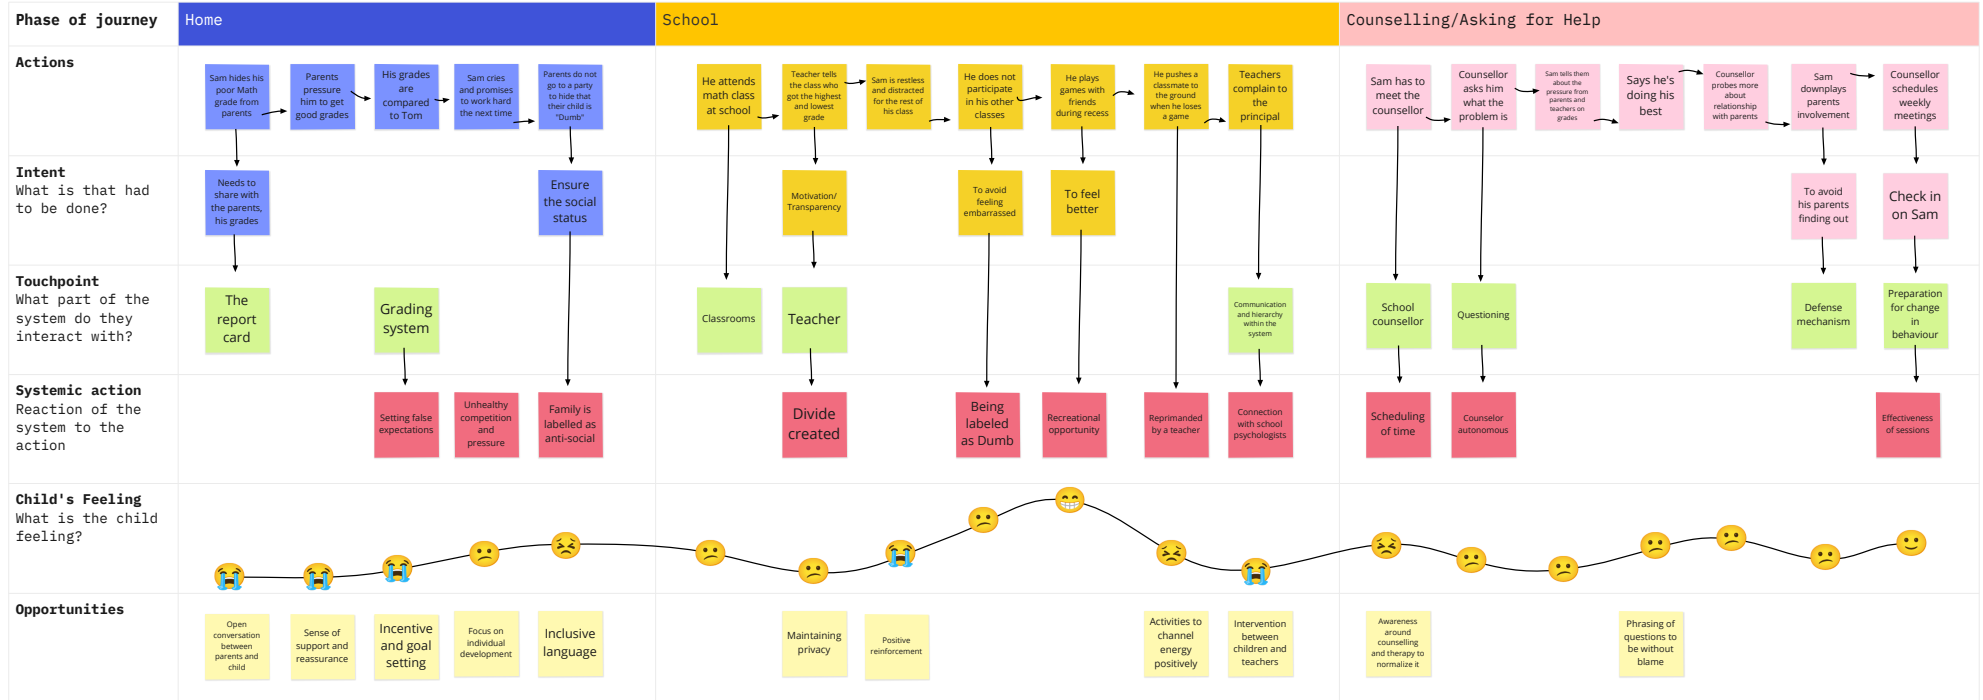 Phase of journey
Home
School
Counselling/Asking for Help
Actions
Sam hides his
poor Math
grade from
parents
Parents
pressure
him to get
good grades
His grades
are
compared
to Tom
Sam cries
and promises
to work hard
the next time
Parents do not
go to a party
to hide that
their child is
"Dumb"
He attends
math class
at school
Teacher tells
the class who
got the highest
and lowest
grade
Sam is restless
and distracted
for the rest of
his class
He does not
participate
in his other
classes
He plays
games with
friends
during recess
He pushes a
classmate to
the ground
when he loses
a game
Teachers
complain to
the
principal
Sam has to
meet the
counsellor
Counsellor
asks him
what the
problem is
Sam tells them
about the
pressure from
parents and
teachers on
grades
Says he's
doing his
best
Counsellor
probes more
about
relationship
with parents
Sam
downplays
parents
involvement
Counsellor
schedules
weekly
meetings
Intent
What is that had
to be done?
Needs to
share with
the parents,
his grades
Ensure
the social
status
Motivation/
Transparency
To avoid
feeling
embarrassed
To feel
better
To avoid
his parents
finding out
Check in
on Sam
Touchpoint
What part of the
system do they
interact with?
The
report
card
Grading
system
Classrooms
Teacher
Communication
and hierarchy
within the
system
School
counsellor
Questioning
Defense
mechanism
Preparation
for change
in
behaviour
Systemic action
Reaction of the
system to the
action
Setting false
expectations
Unhealthy
competition
and
pressure
Family is
labelled as
anti-social
Divide
created
Being
labeled
as Dumb
Recreational
opportunity
Reprimanded
by a teacher
Connection
with school
psychologists
Scheduling
of time
Counselor
autonomous
Effectiveness
of sessions
Child's Feeling
What is the child
feeling?
Opportunities
Open
conversation
between
parents and
child
Sense of
support and
reassurance
Incentive
and goal
setting
Focus on
individual
development
Inclusive
language
Maintaining
privacy
Positive
reinforcement
Activities to
channel
energy
positively
Intervention
between
children and
teachers
Awareness
around
counselling
and therapy to
normalize it
Phrasing of
questions to
be without
blame